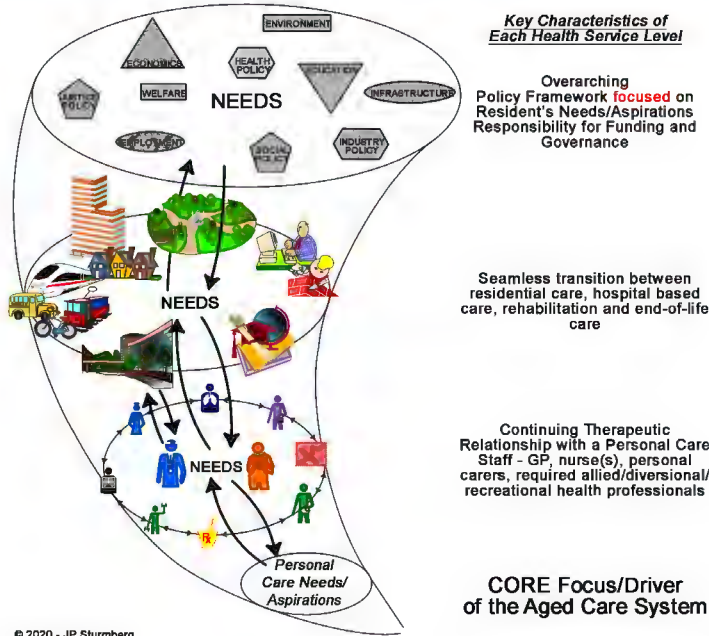 Key Characteristics of
Each Health Service Level
ENVIRONMENT
ECONOMICS
HEALTH
POLICY
EDUCATION
JUSTICE
POLICY
WELFARE
NEEDS
INFRASTRUCTURE
EMPLOYMENT
SOCIAL
POLICY
INDUSTRY
POLICY
Overarching
Policy Framework focused on
Resident's Needs/Aspirations
Responsibility for Funding and
Governance
NEEDS
Seamless transition between
residential care, hospital based
care, rehabilitation and end-of-life
care
NEEDS
Rx
Continuing Therapeutic
Relationship with a Personal Care
Staff - GP, nurse(s), personal
carers, required allied/diversional/
recreational health professionals
Personal
Care Needs/
Aspirations
CORE Focus/Driver
of the Aged Care System
© 2020 - JP Sturmberg